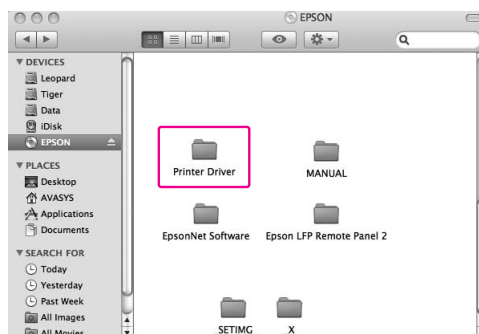 EPSON
DEVICES
Leopard
Tiger
Data
iDisk
EPSON
PLACES
Desktop
AVASYS
Applications
Documents
SEARCH FOR
Today
Yesterday
Past Week
All Images
All Movies
Printer Driver
MANUAL
EpsonNet Software
Epson LFP Remote Panel 2
SETIMG
X